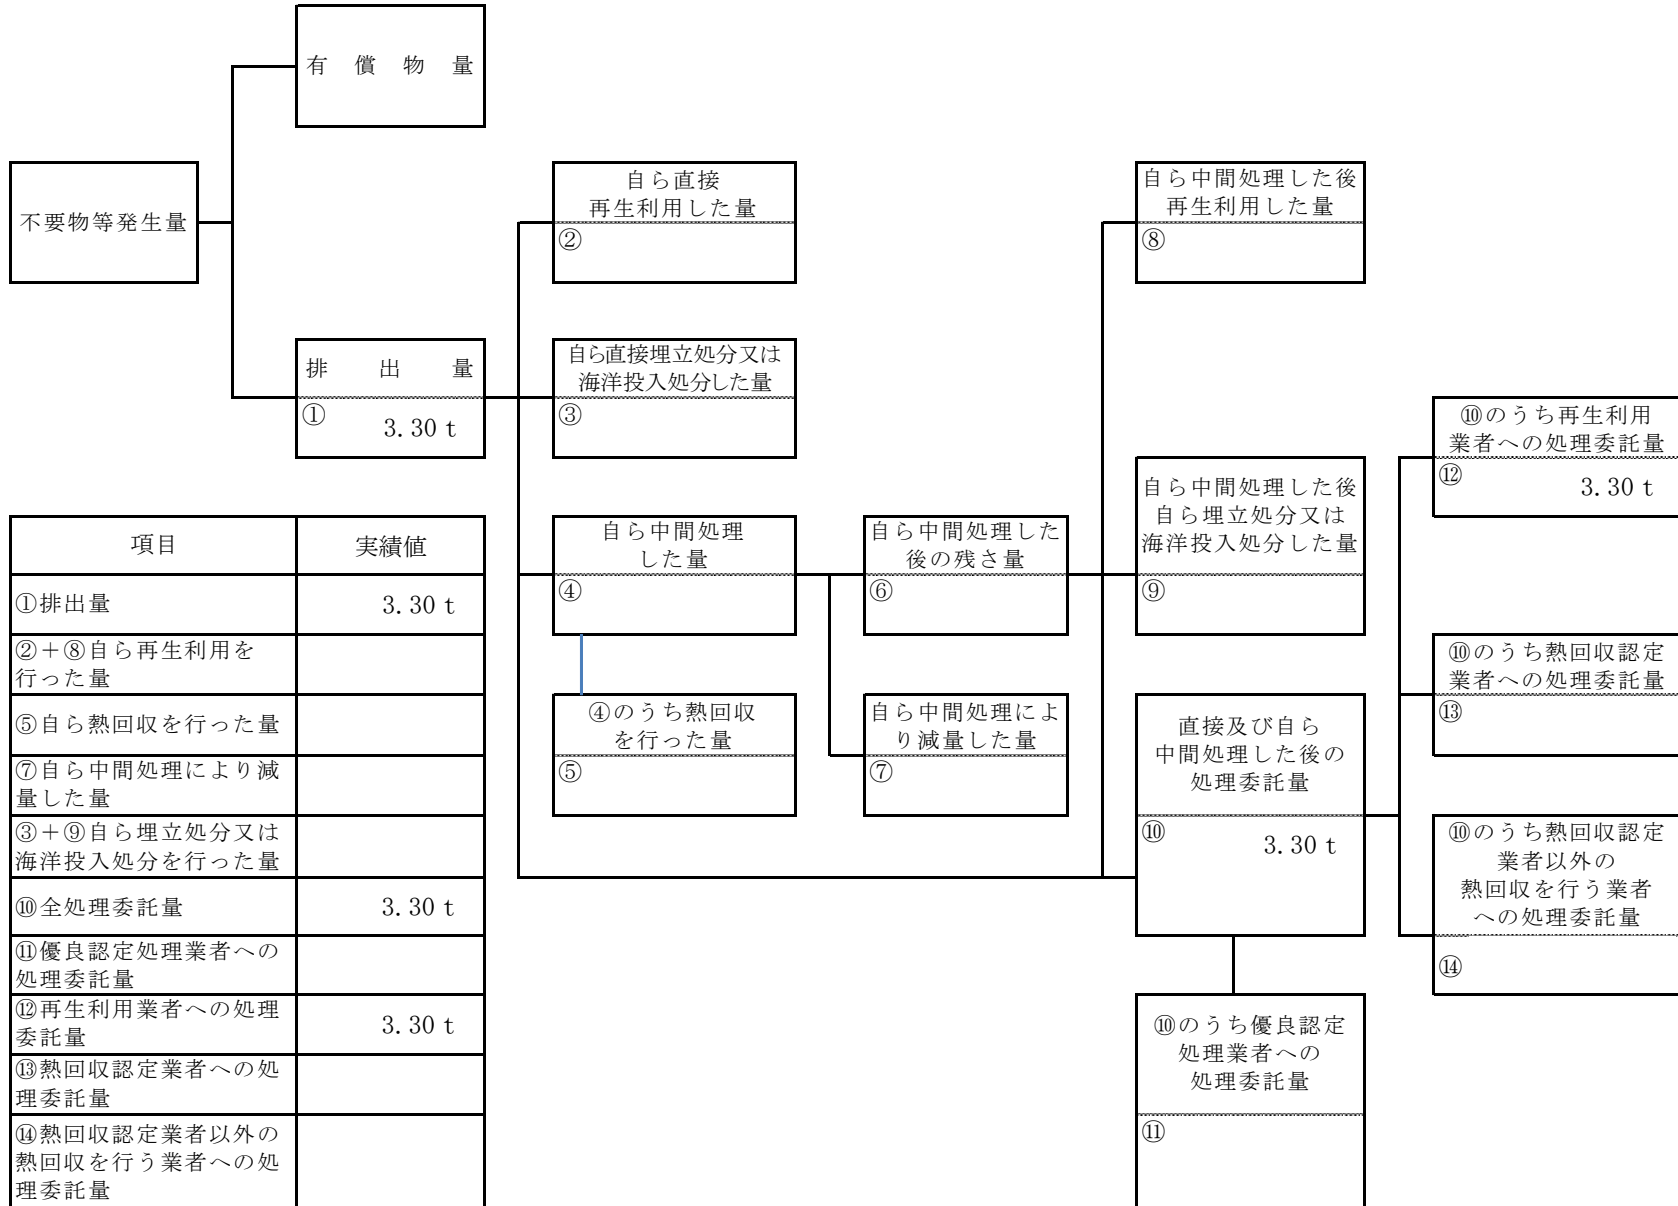 有償物量
不要物等発生量
自ら直接
再生利用した量
②
自ら中間処理した後
再生利用した量
⑧
排出量
①
3.30 t
自ら直接埋立処分又は
海洋投入処分した量
③
⑩のうち再生利用
業者への処理委託量
⑫
3.30 t
自ら中間処理した後
自ら埋立処分又は
海洋投入処分した量
⑨
自ら中間処理
した量
④
自ら中間処理した
後の残さ量
⑥
④のうち熱回収
を行った量
⑤
自ら中間処理によ
り減量した量
⑦
直接及び自ら
中間処理した後の
処理委託量
⑩
3.30 t
⑩のうち熱回収認定
業者への処理委託量
⑬
⑩のうち熱回収認定
業者以外の
熱回収を行う業者
への処理委託量
⑭
⑩のうち優良認定
処理業者への
処理委託量
⑪
項目
実績値
①排出量
3.30 t
②＋⑧自ら再生利用を
行った量
⑤自ら熱回収を行った量
⑦自ら中間処理により減
量した量
③＋⑨自ら埋立処分又は
海洋投入処分を行った量
⑩全処理委託量
3.30 t
⑪優良認定処理業者への
処理委託量
⑫再生利用業者への処理
委託量
3.30 t
⑬熱回収認定業者への処
理委託量
⑭熱回収認定業者以外の
熱回収を行う業者への処
理委託量